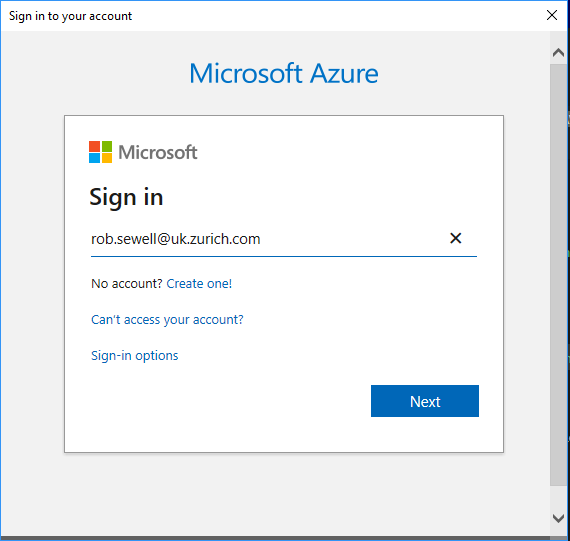 Sign in to your account
Microsoft Azure
Microsoft
Sign in
rob.sewell@uk.zurich.com
No account? Create one!
Can't access your account?
Sign-in options
Next